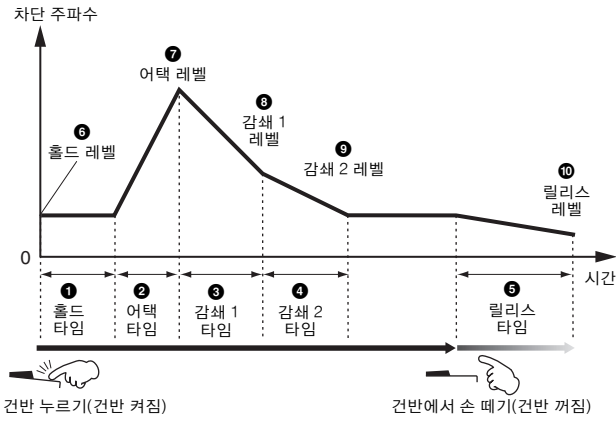 차단 주파수
❼
어택 레벨
❽
감쇄 1
레벨
❻
홀드 레벨
❾
감쇄 2 레벨
❿
릴리스
레벨
0
시간
❶
홀드
타임
❷
어택
타임
❸
감쇄 1
타임
❹
감쇄 2
타임
❺
릴리스
타임
건반 누르기(건반 켜짐)
건반에서 손 떼기(건반 꺼짐)